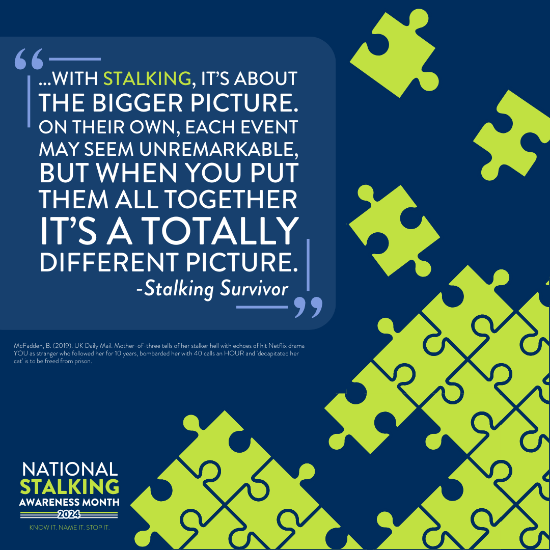 “
…WITH STALKING, IT’S ABOUT
THE BIGGER PICTURE.
ON THEIR OWN, EACH EVENT
MAY SEEM UNREMARKABLE,
BUT WHEN YOU PUT
THEM ALL TOGETHER
IT’S A TOTALLY
DIFFERENT PICTURE.
-Stalking Survivor
”
McFadden, B. (2019). UK Daily Mail. Mother-of-three tells of her stalker hell with echoes of hit Netflix drama
YOU as stranger who followed her for 10 years, bombarded her with 40 calls an HOUR and 'decapitated her
cat' is to be freed from prison.
NATIONAL
STALKING
AWARENESS MONTH
2024
KNOW IT. NAME IT. STOP IT.